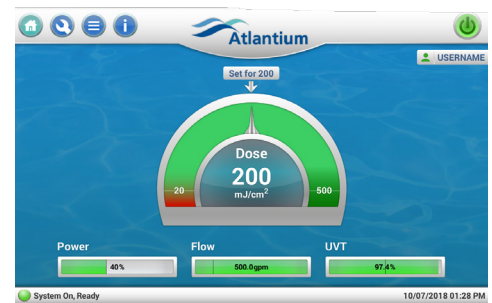 Atlantium
USERNAME
Set for 200
Dose
200
mJ/cm²
20
500
Power
Flow
UVT
40%
500.0gpm
97.4%
System On, Ready
10/07/2018 01:28 PM